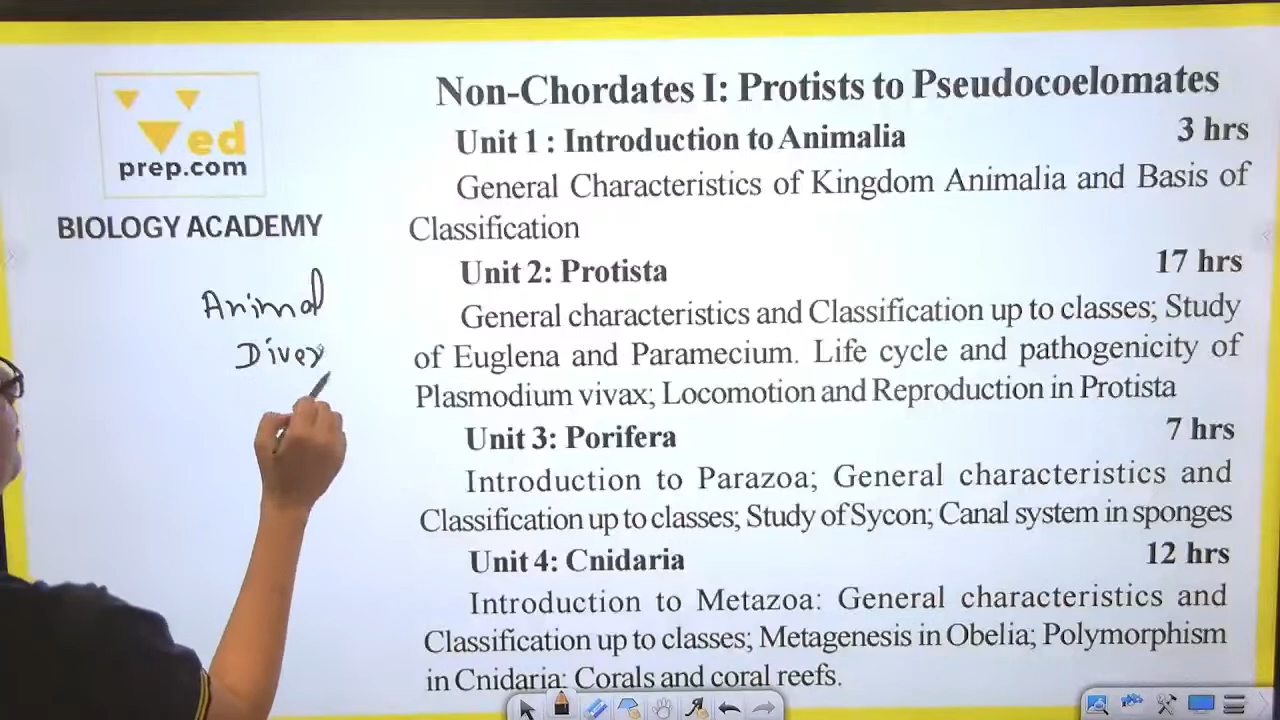 ed
prep.com
BIOLOGY ACADEMY
Animal
Diver
Non-Chordates I: Protists to Pseudocoelomates
Unit 1 : Introduction to Animalia 3 hrs
General Characteristics of Kingdom Animalia and Basis of
Classification
Unit 2: Protista 17 hrs
General characteristics and Classification up to classes; Study
of Euglena and Paramecium. Life cycle and pathogenicity of
Plasmodium vivax; Locomotion and Reproduction in Protista
Unit 3: Porifera 7 hrs
Introduction to Parazoa; General characteristics and
Classification up to classes; Study of Sycon; Canal system in sponges
Unit 4: Cnidaria 12 hrs
Introduction to Metazoa: General characteristics and
Classification up to classes; Metagenesis in Obelia; Polymorphism
in Cnidaria; Corals and coral reefs.